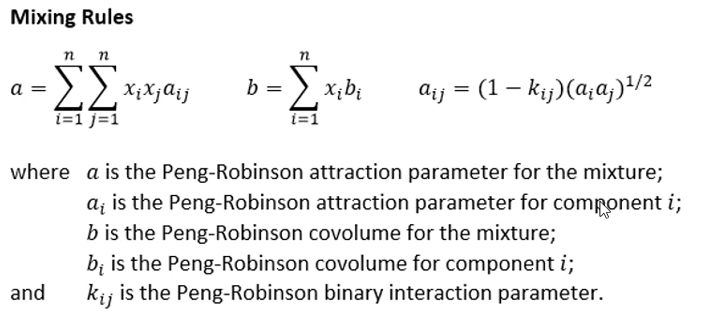 Mixing Rules
a = ∑_{i=1}^{n} ∑_{j=1}^{n} x_i x_j a_{ij}    b = ∑_{i=1}^{n} x_i b_i    a_{ij} = (1 − k_{ij})(a_i a_j)^{1/2}
where a is the Peng-Robinson attraction parameter for the mixture;
a_i is the Peng-Robinson attraction parameter for component i;
b is the Peng-Robinson covolume for the mixture;
b_i is the Peng-Robinson covolume for component i;
and k_{ij} is the Peng-Robinson binary interaction parameter.